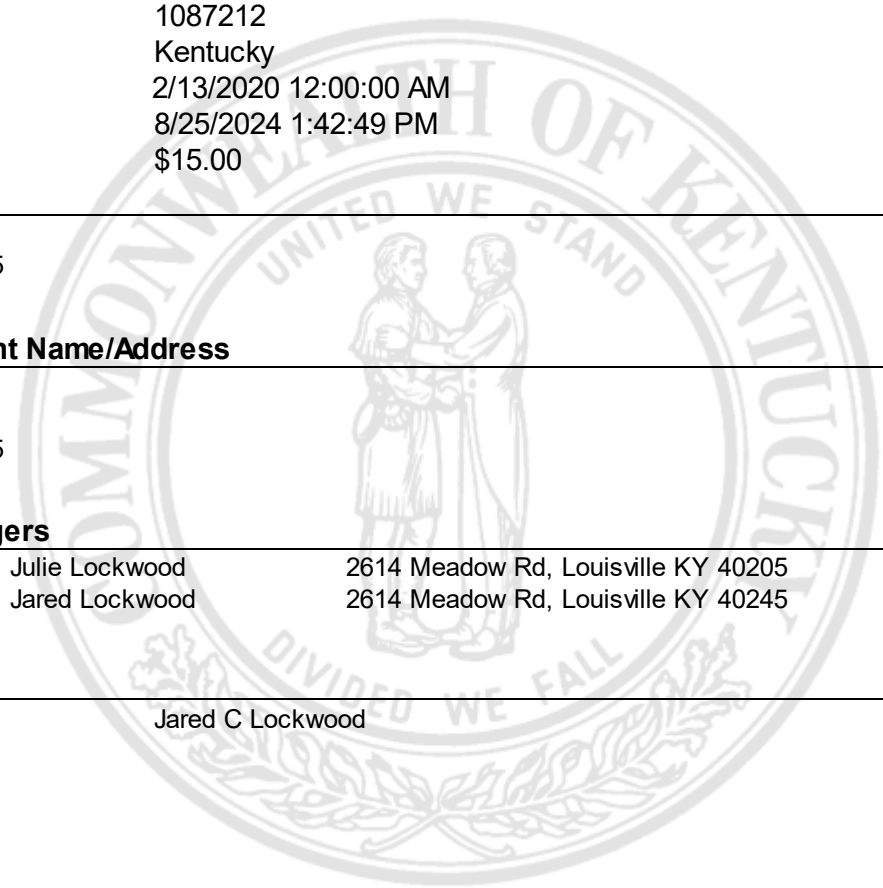 1087212
Kentucky
2/13/2020 12:00:00 AM
8/25/2024 1:42:49 PM
$15.00
5
nt Name/Address
5
gers
Julie Lockwood 2614 Meadow Rd, Louisville KY 40205
Jared Lockwood 2614 Meadow Rd, Louisville KY 40245
Jared C Lockwood
COMMONWEALTH OF KENTUCKY
UNITED WE STAND
DIVIDED WE FALL